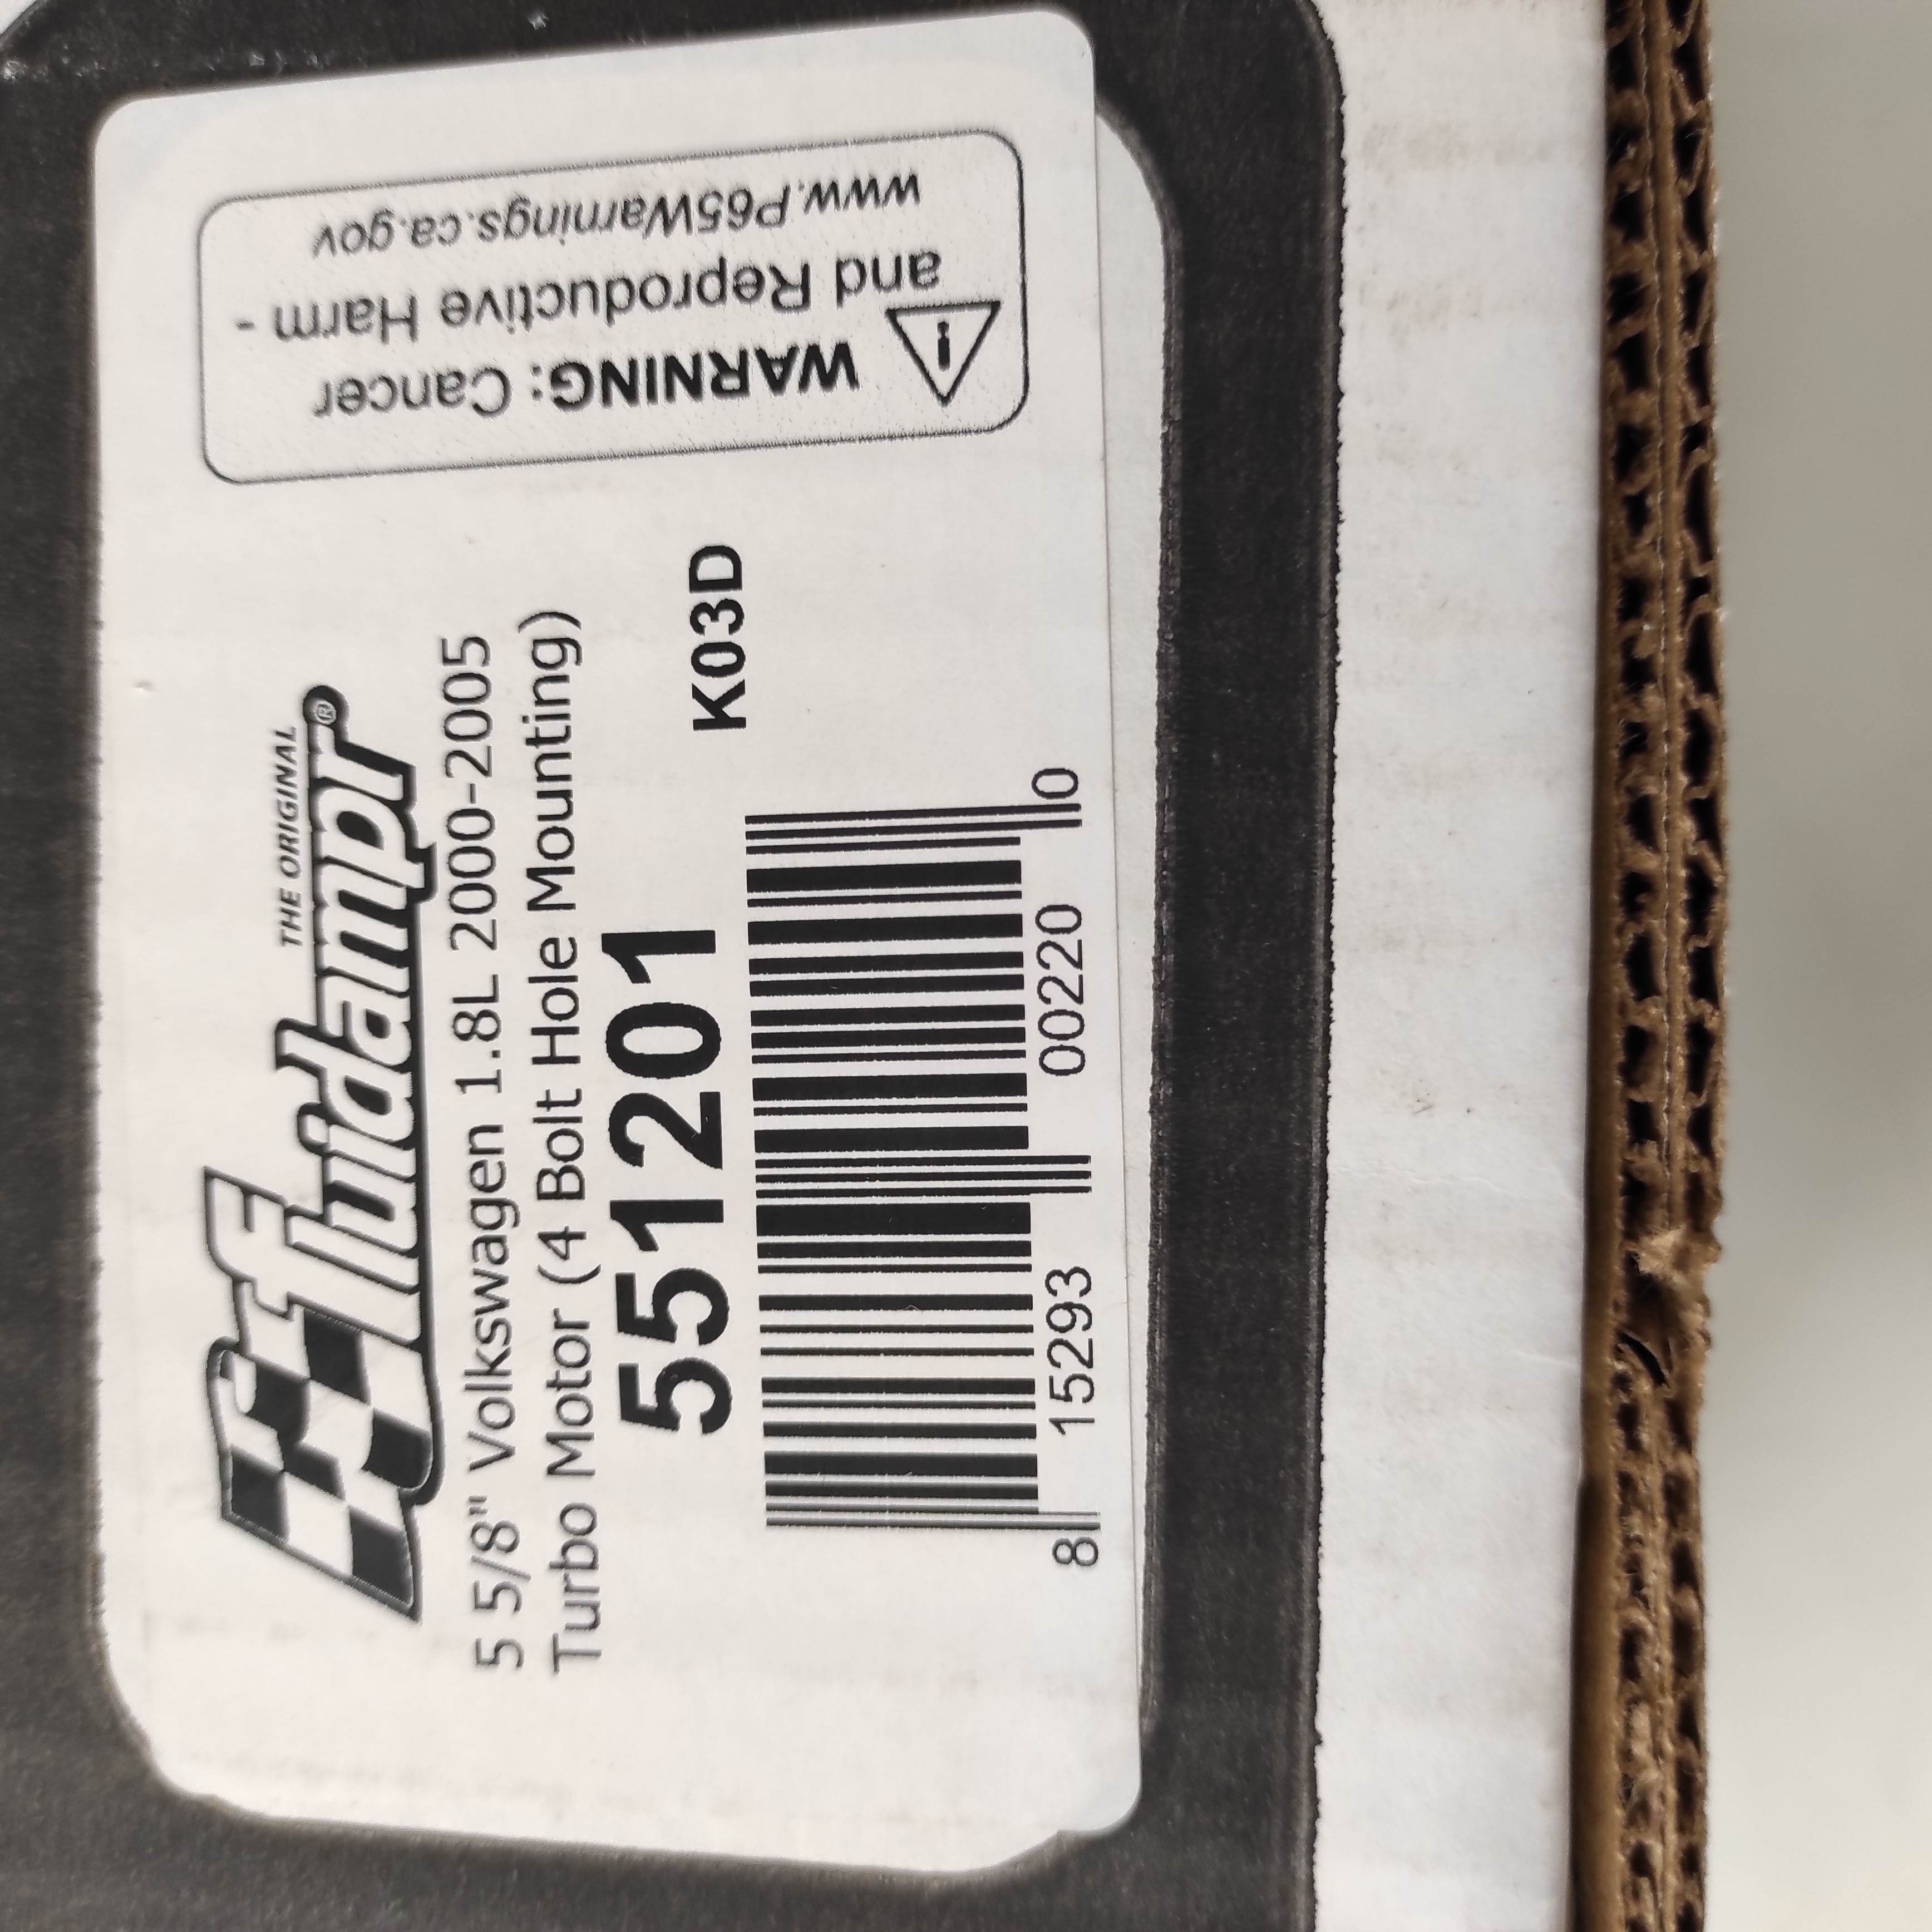 THE ORIGINAL
fluidampr®
5 5/8" Volkswagen 1.8L 2000-2005
Turbo Motor (4 Bolt Hole Mounting)
551201
K03D
8 15293 00220 0
WARNING: Cancer
and Reproductive Harm -
www.P65Warnings.ca.gov